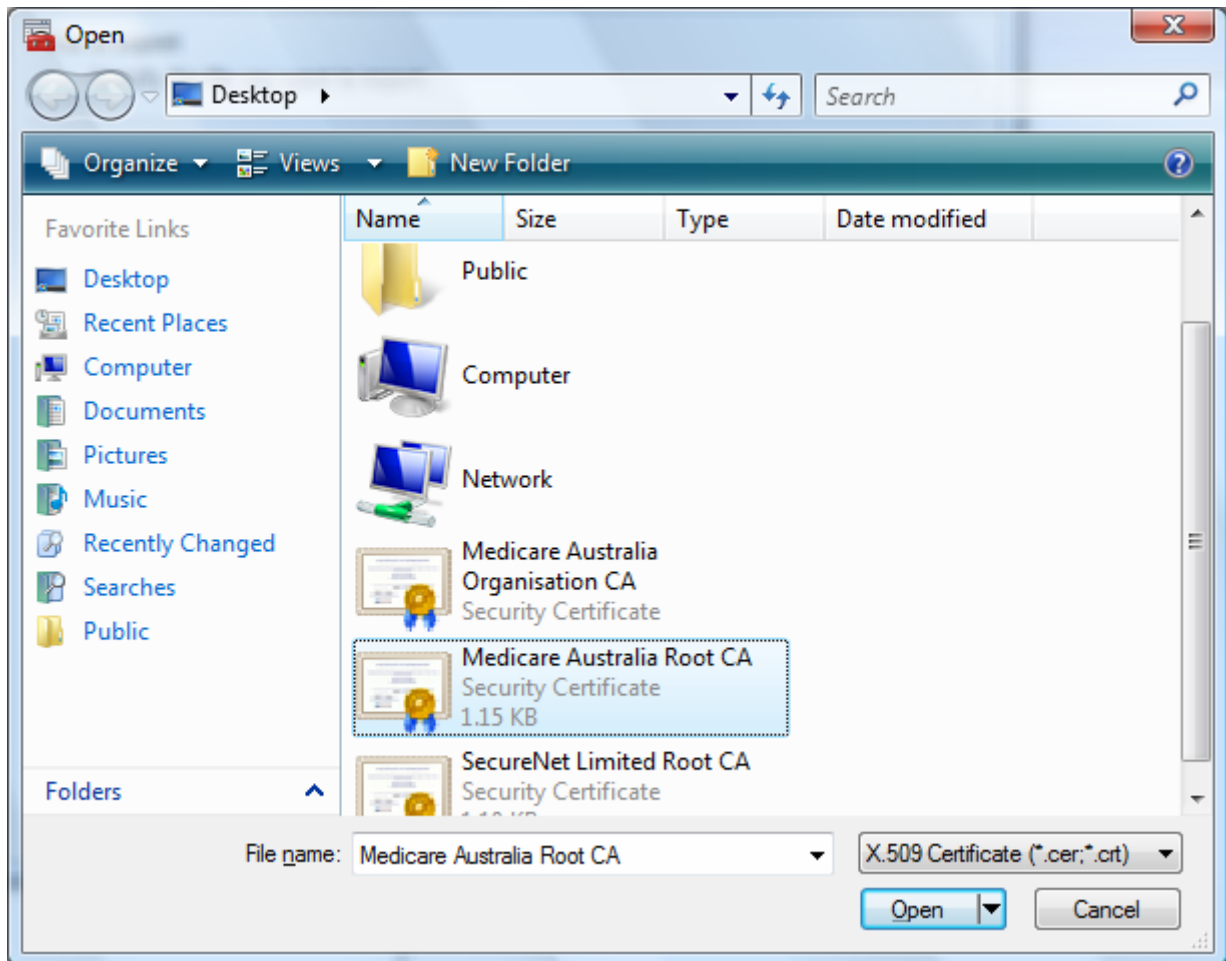 Open
Desktop
Search
Organize Views New Folder
Favorite Links
Desktop
Recent Places
Computer
Documents
Pictures
Music
Recently Changed
Searches
Public
Folders
Name Size Type Date modified
Public
Computer
Network
Medicare Australia
Organisation CA
Security Certificate
Medicare Australia Root CA
Security Certificate
1.15 KB
SecureNet Limited Root CA
Security Certificate
File name: Medicare Australia Root CA X.509 Certificate (*.cer;*.crt)
Open Cancel